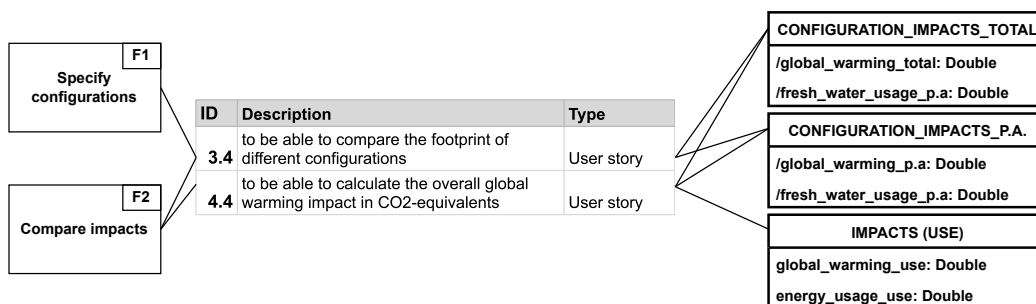 F1
Specify
configurations
F2
Compare impacts
ID Description Type
to be able to compare the footprint of
3.4 different configurations User story
to be able to calculate the overall global
4.4 warming impact in CO2-equivalents User story
CONFIGURATION_IMPACTS_TOTAL
/global_warming_total: Double
/fresh_water_usage_p.a: Double
CONFIGURATION_IMPACTS_P.A.
/global_warming_p.a: Double
/fresh_water_usage_p.a: Double
IMPACTS (USE)
global_warming_use: Double
energy_usage_use: Double